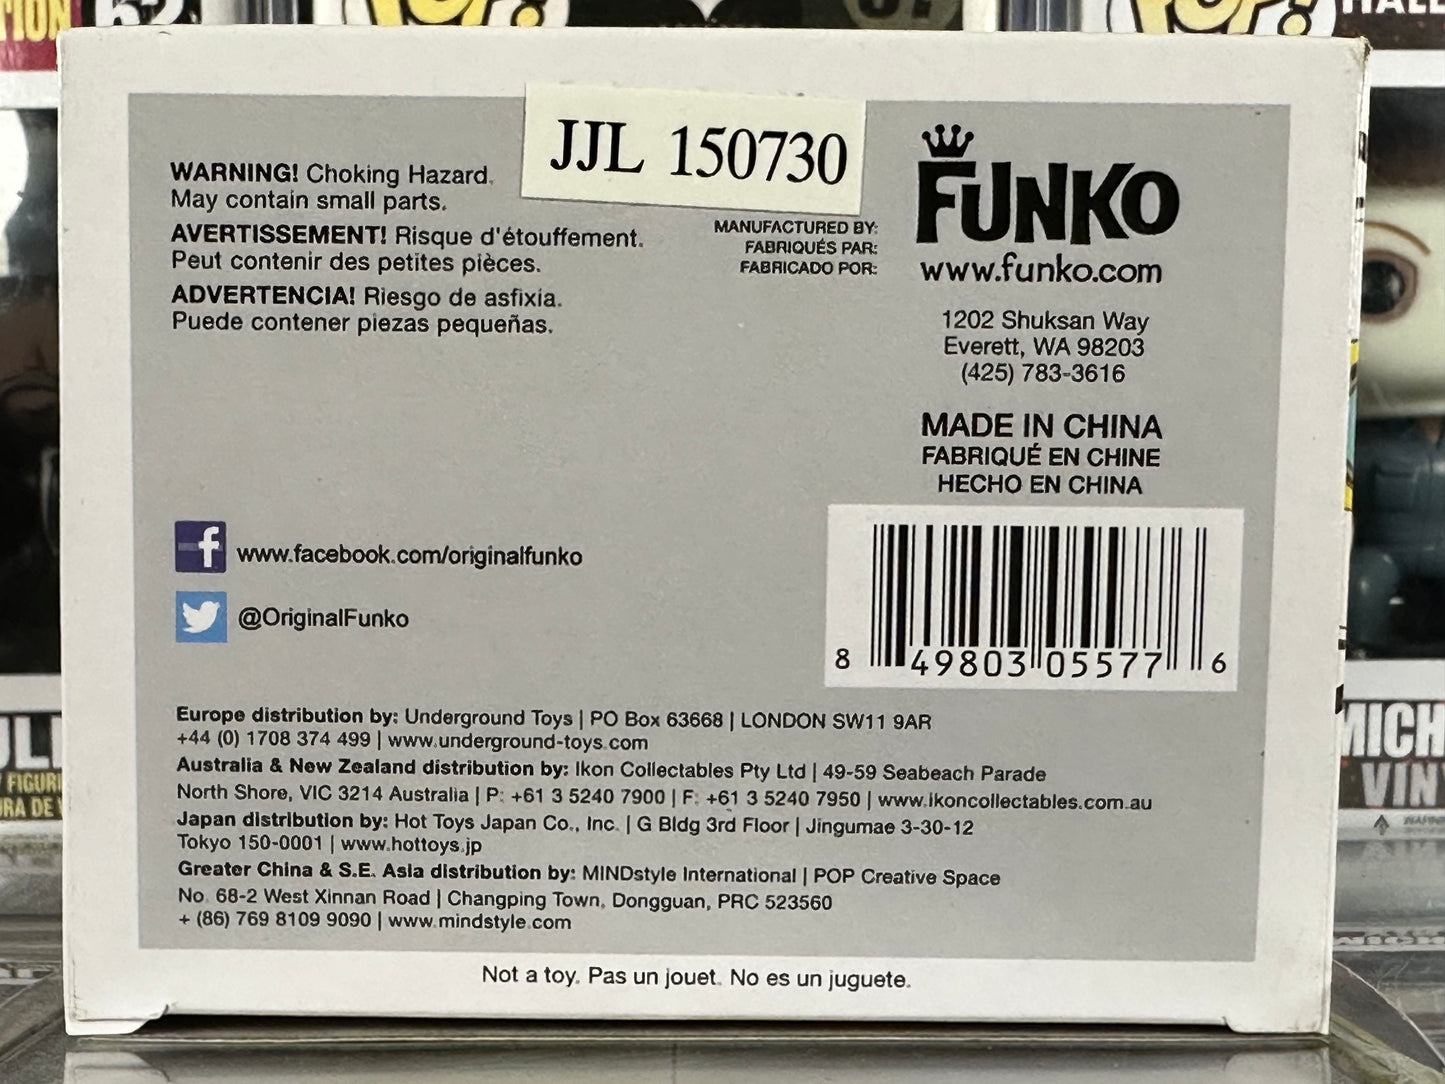 TION
POP!
POP!
JJL 150730
WARNING! Choking Hazard.
May contain small parts.
AVERTISSEMENT! Risque d'étouffement.
Peut contenir des petites pièces.
ADVERTENCIA! Riesgo de asfixia.
Puede contener piezas pequeñas.
MANUFACTURED BY:
FABRIQUÉS PAR:
FABRICADO POR:
FUNKO
www.funko.com
1202 Shuksan Way
Everett, WA 98203
(425) 783-3616
MADE IN CHINA
FABRIQUÉ EN CHINE
HECHO EN CHINA
f www.facebook.com/originalfunko
@OriginalFunko
8 49803 05577 6
Europe distribution by: Underground Toys | PO Box 63668 | LONDON SW11 9AR
+44 (0) 1708 374 499 | www.underground-toys.com
Australia & New Zealand distribution by: Ikon Collectables Pty Ltd | 49-59 Seabeach Parade
North Shore, VIC 3214 Australia | P: +61 3 5240 7900 | F: +61 3 5240 7950 | www.ikoncollectables.com.au
Japan distribution by: Hot Toys Japan Co., Inc. | G Bldg 3rd Floor | Jingumae 3-30-12
Tokyo 150-0001 | www.hottoys.jp
Greater China & S.E. Asia distribution by: MINDstyle International | POP Creative Space
No. 68-2 West Xinnan Road | Changping Town, Dongguan, PRC 523560
+ (86) 769 8109 9090 | www.mindstyle.com
Not a toy. Pas un jouet. No es un juguete.
MICH
VIN